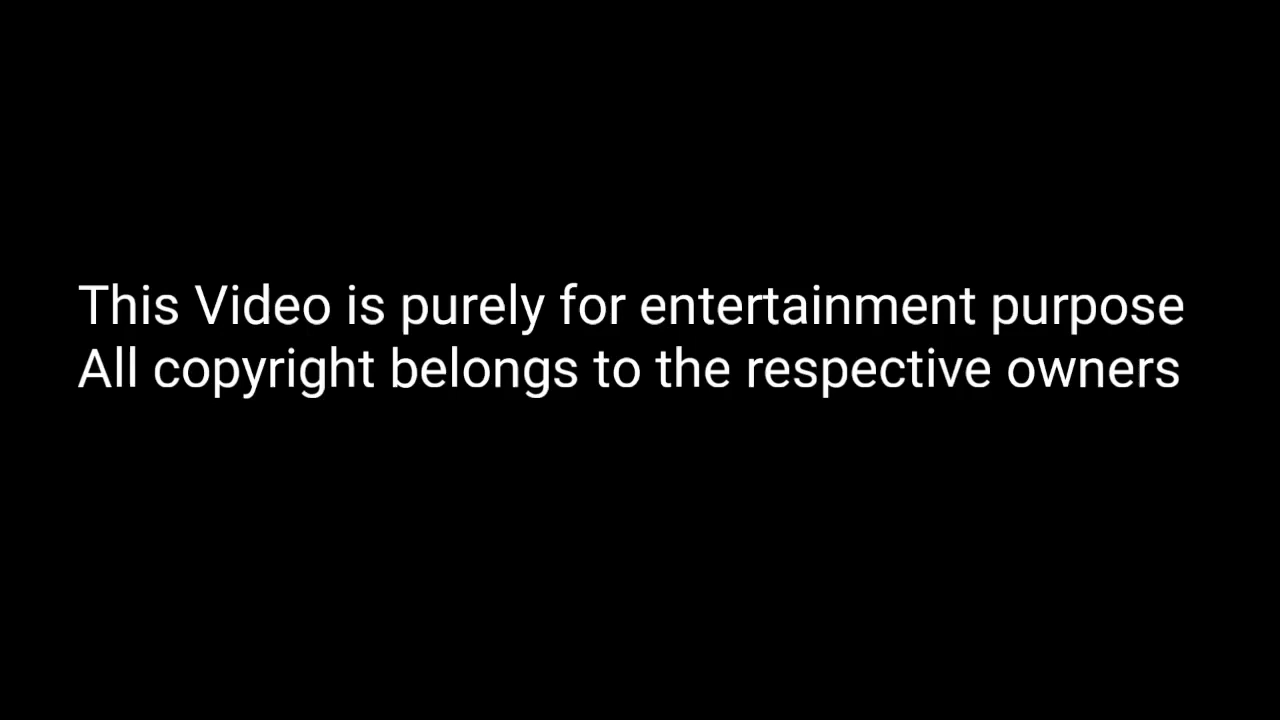 This Video is purely for entertainment purpose
All copyright belongs to the respective owners